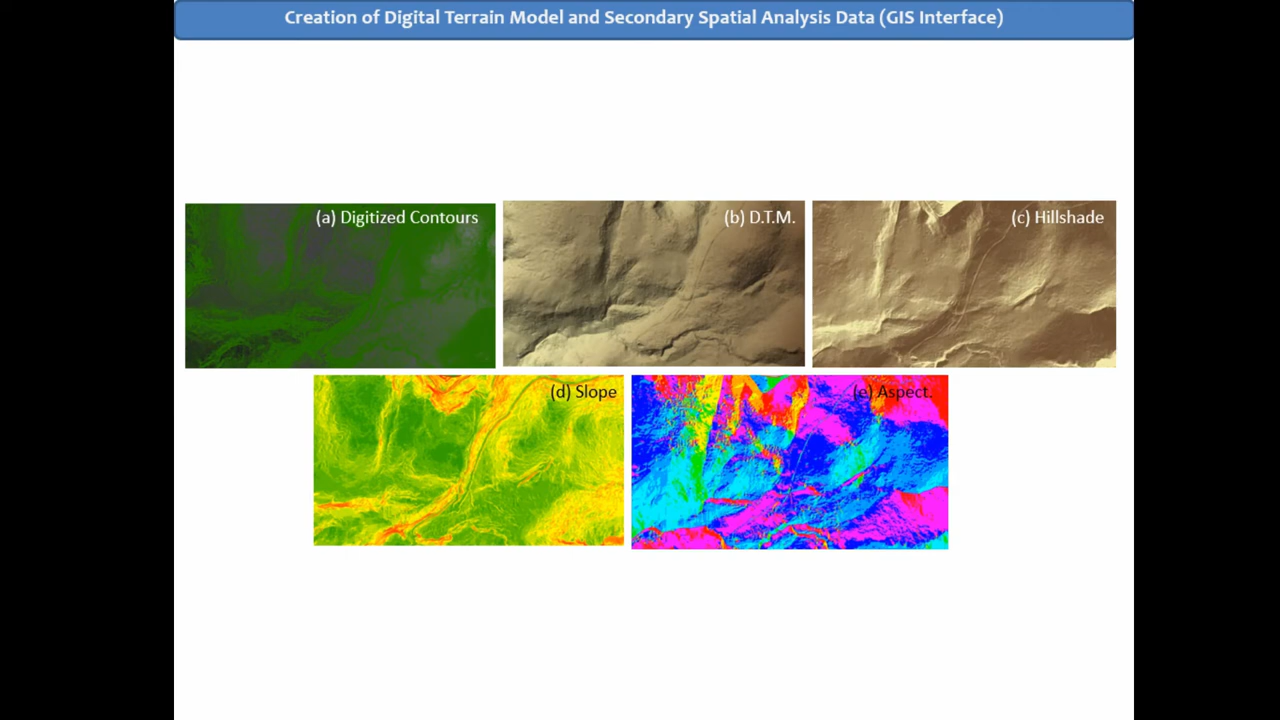 Creation of Digital Terrain Model and Secondary Spatial Analysis Data (GIS Interface)
(a) Digitized Contours
(b) D.T.M.
(c) Hillshade
(d) Slope
(e) Aspect.